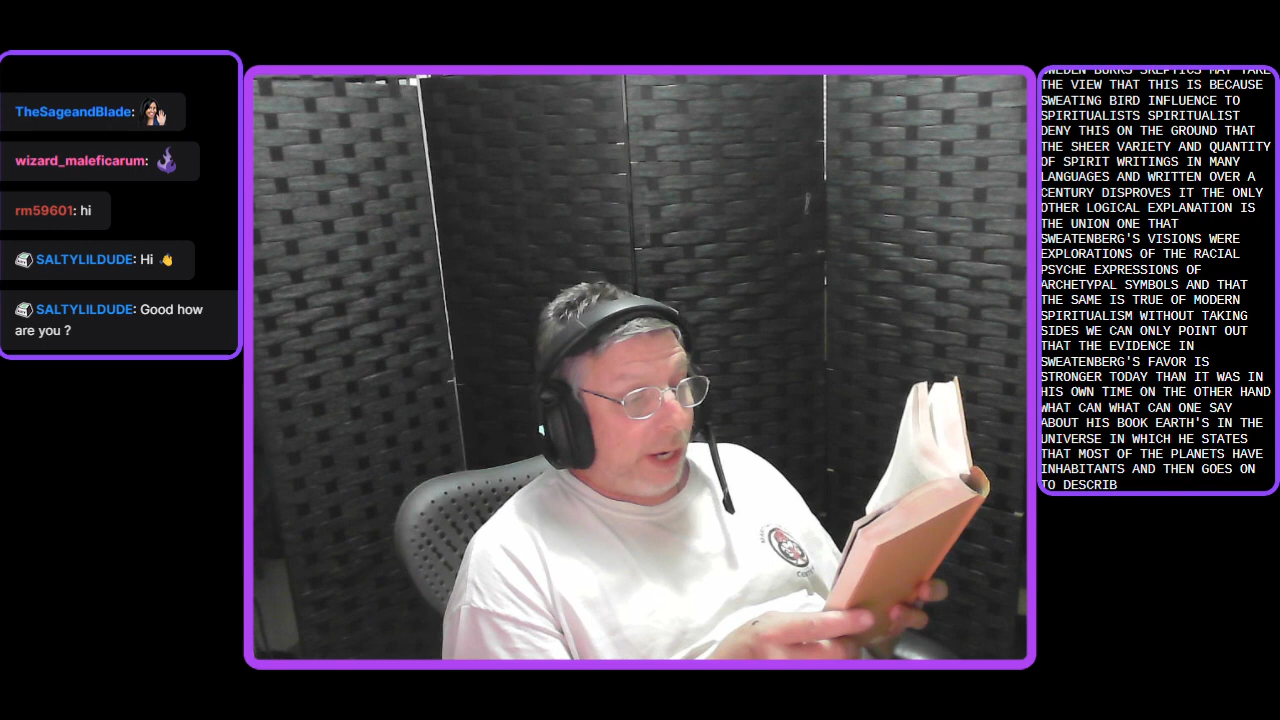 TheSageandBlade:
wizard_maleficarum:
rm59601: hi
SALTYLILDUDE: Hi 👋
SALTYLILDUDE: Good how
are you ?
SWEDEN BORKS SKEPTICS MAY TAKE
THE VIEW THAT THIS IS BECAUSE
SWEATING BIRD INFLUENCE TO
SPIRITUALISTS SPIRITUALIST
DENY THIS ON THE GROUND THAT
THE SHEER VARIETY AND QUANTITY
OF SPIRIT WRITINGS IN MANY
LANGUAGES AND WRITTEN OVER A
CENTURY DISPROVES IT THE ONLY
OTHER LOGICAL EXPLANATION IS
THE UNION ONE THAT
SWEATENBERG'S VISIONS WERE
EXPLORATIONS OF THE RACIAL
PSYCHE EXPRESSIONS OF
ARCHETYPAL SYMBOLS AND THAT
THE SAME IS TRUE OF MODERN
SPIRITUALISM WITHOUT TAKING
SIDES WE CAN ONLY POINT OUT
THAT THE EVIDENCE IN
SWEATENBERG'S FAVOR IS
STRONGER TODAY THAN IT WAS IN
HIS OWN TIME ON THE OTHER HAND
WHAT CAN WHAT CAN ONE SAY
ABOUT HIS BOOK EARTH'S IN THE
UNIVERSE IN WHICH HE STATES
THAT MOST OF THE PLANETS HAVE
INHABITANTS AND THEN GOES ON
TO DESCRIB